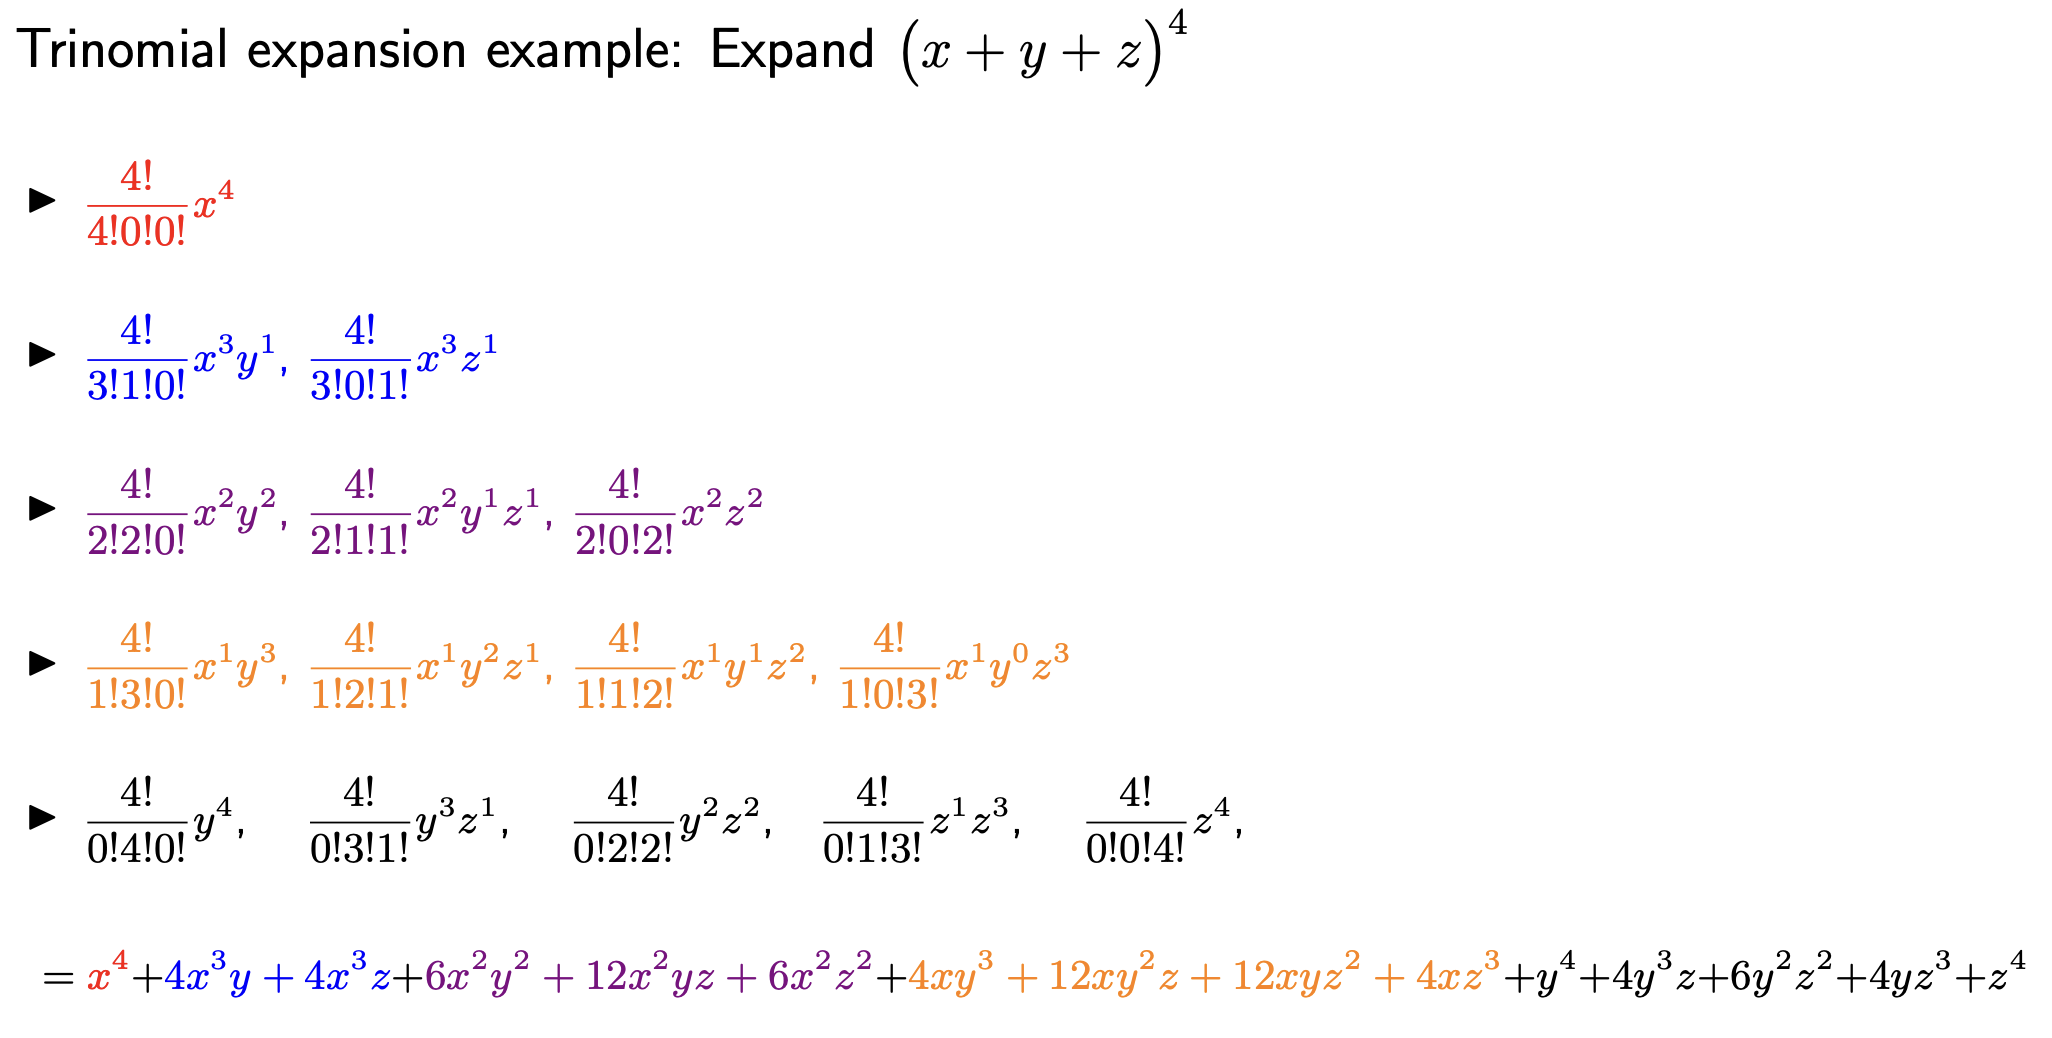 Trinomial expansion example: Expand $(x + y + z)^4$
▶ $\frac{4!}{4!0!0!}x^4$
▶ $\frac{4!}{3!1!0!}x^3y^1$, $\frac{4!}{3!0!1!}x^3z^1$
▶ $\frac{4!}{2!2!0!}x^2y^2$, $\frac{4!}{2!1!1!}x^2y^1z^1$, $\frac{4!}{2!0!2!}x^2z^2$
▶ $\frac{4!}{1!3!0!}x^1y^3$, $\frac{4!}{1!2!1!}x^1y^2z^1$, $\frac{4!}{1!1!2!}x^1y^1z^2$, $\frac{4!}{1!0!3!}x^1y^0z^3$
▶ $\frac{4!}{0!4!0!}y^4$, $\frac{4!}{0!3!1!}y^3z^1$, $\frac{4!}{0!2!2!}y^2z^2$, $\frac{4!}{0!1!3!}z^1z^3$, $\frac{4!}{0!0!4!}z^4$,
$= x^4+4x^3y + 4x^3z+6x^2y^2 + 12x^2yz + 6x^2z^2+4xy^3 + 12xy^2z + 12xyz^2 + 4xz^3+y^4+4y^3z+6y^2z^2+4yz^3+z^4$